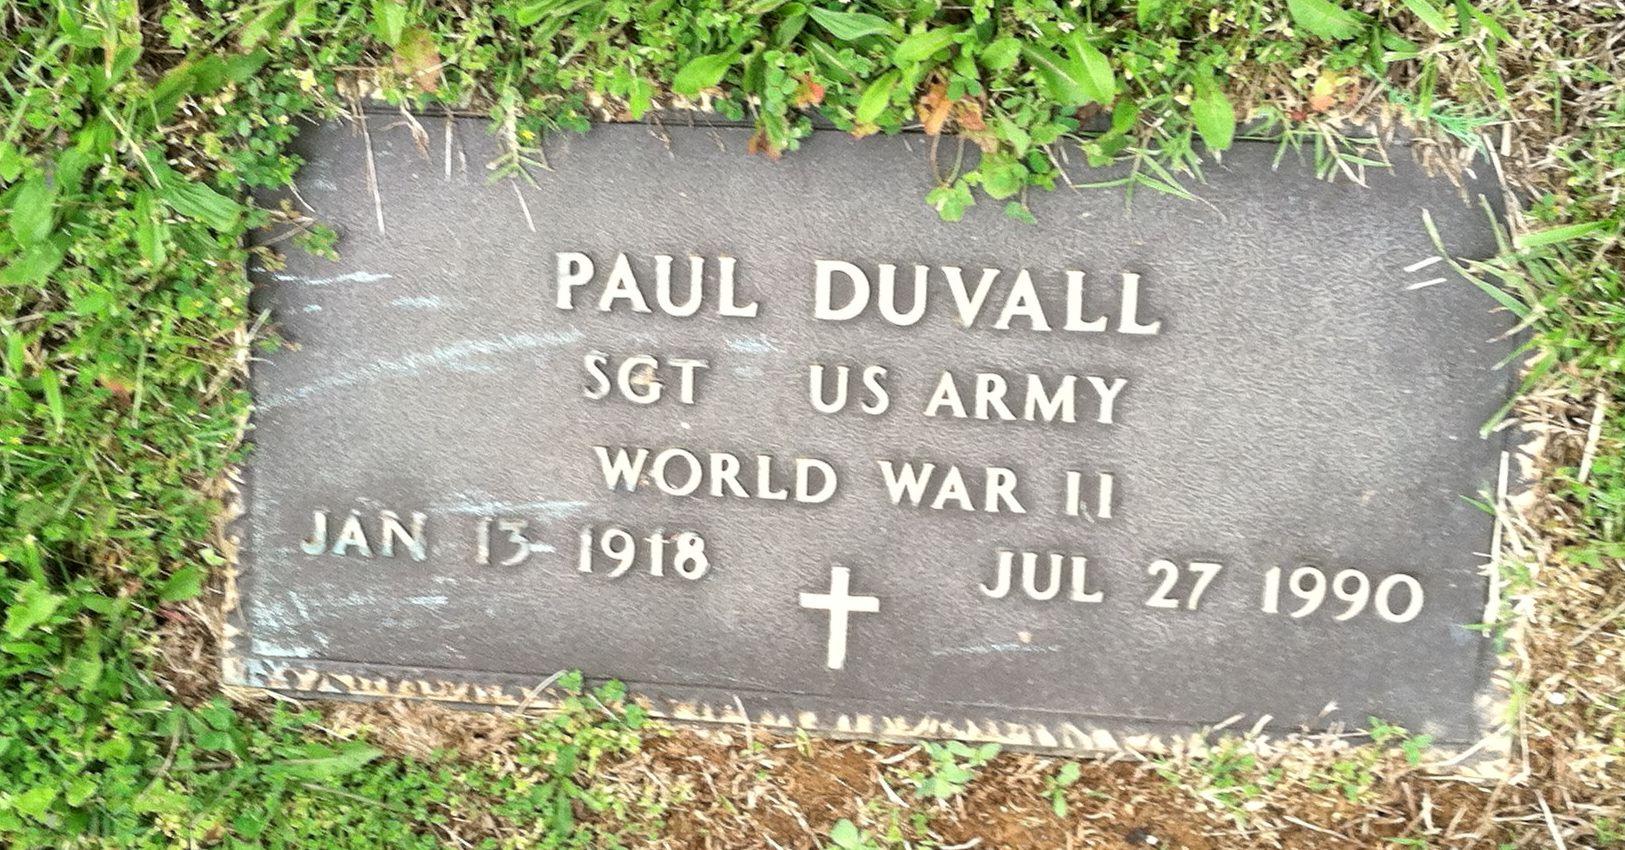 PAUL DUVALL
SGT US ARMY
WORLD WAR II
JAN 13 1918 JUL 27 1990